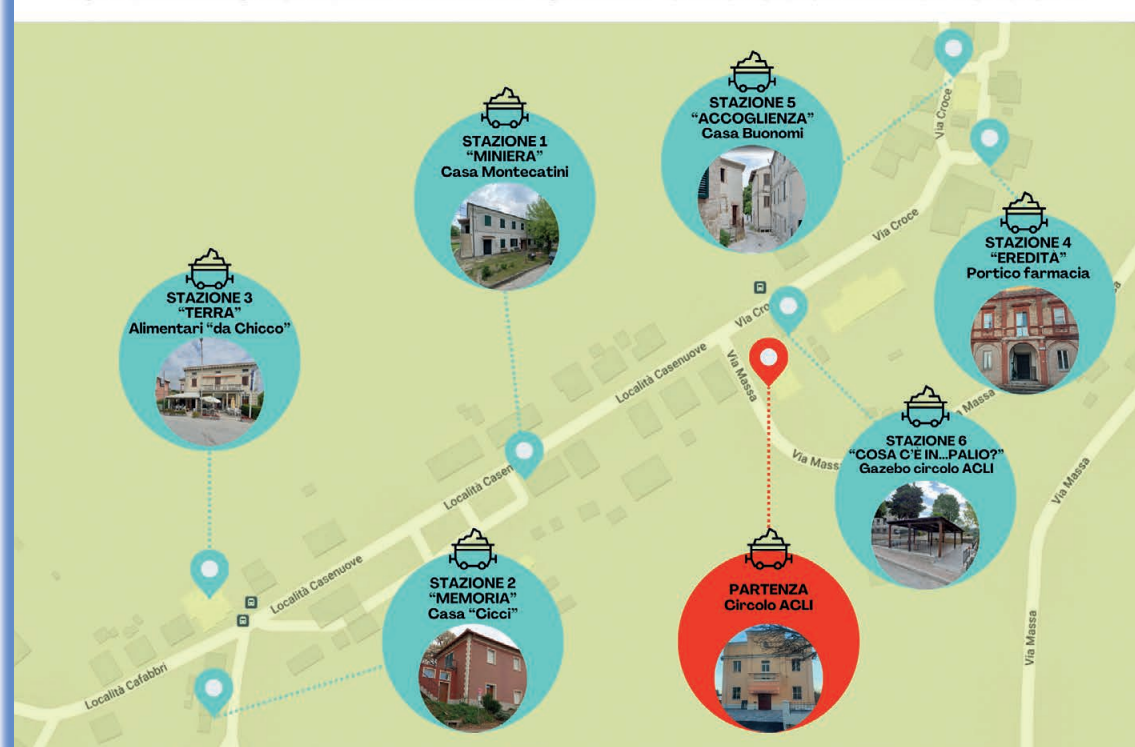 STAZIONE 5
“ACCOGLIENZA”
Casa Buonomi
STAZIONE 1
“MINIERA”
Casa Montecatini
Via Croce
Via Croce
STAZIONE 4
“EREDITÀ”
Portico farmacia
STAZIONE 3
“TERRA”
Alimentari “da Chicco”
Via Cro
Via Massa
Località Casenuove
Massa
STAZIONE 6
“COSA C’È IN...PALIO?”
Gazebo circolo ACLI
Via Mass
Via Massa
Località Casen
Località Casenuove
STAZIONE 2
“MEMORIA”
Casa “Cicci”
PARTENZA
Circolo ACLI
Via Massa
Località Cafabbri